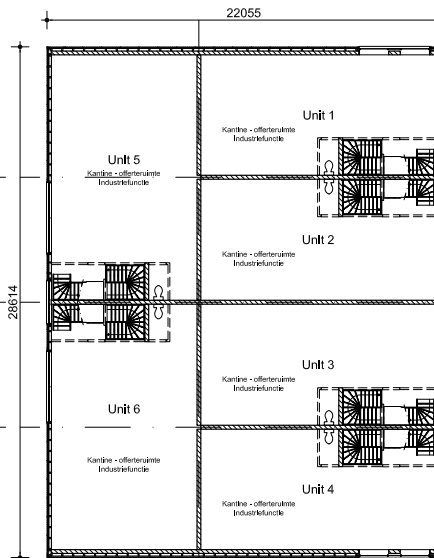 22055
Unit 1
Kantine - offerteruimte
Industriefunctie
Unit 5
Kantine - offerteruimte
Industriefunctie
Unit 2
Kantine - offerteruimte
Industriefunctie
28614
Unit 3
Kantine - offerteruimte
Industriefunctie
Unit 6
Kantine - offerteruimte
Industriefunctie
Unit 4
Kantine - offerteruimte
Industriefunctie